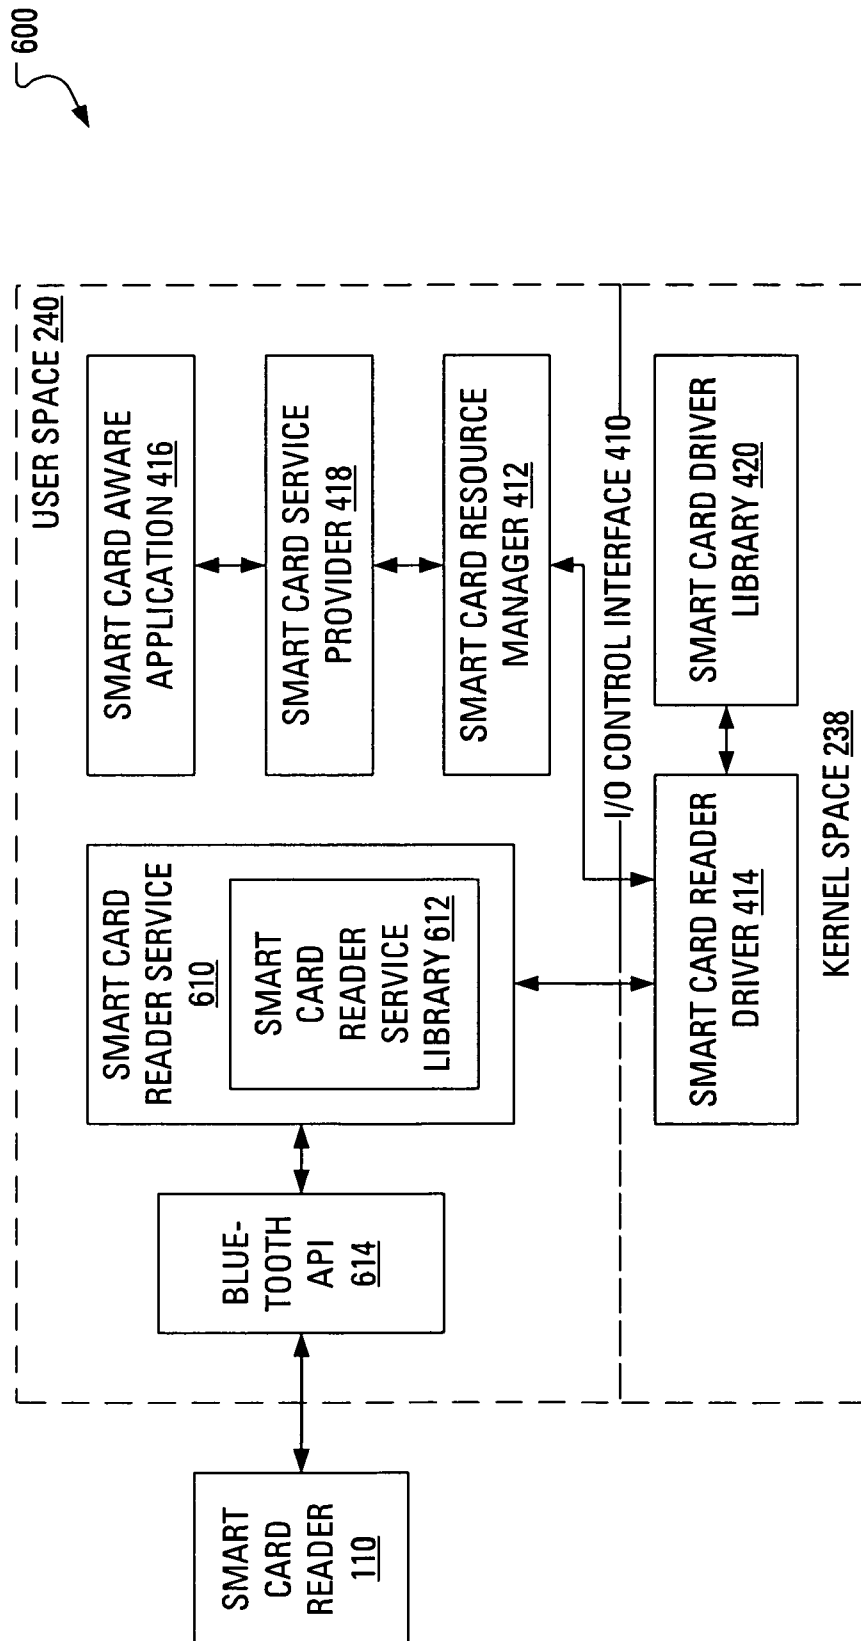 600
USER SPACE 240
SMART CARD
READER SERVICE
610
SMART
CARD
READER
SERVICE
LIBRARY 612
SMART CARD AWARE
APPLICATION 416
SMART CARD SERVICE
PROVIDER 418
SMART CARD RESOURCE
MANAGER 412
BLUE-
TOOTH
API
614
SMART
CARD
READER
110
I/O CONTROL INTERFACE 410
SMART CARD READER
DRIVER 414
SMART CARD DRIVER
LIBRARY 420
KERNEL SPACE 238